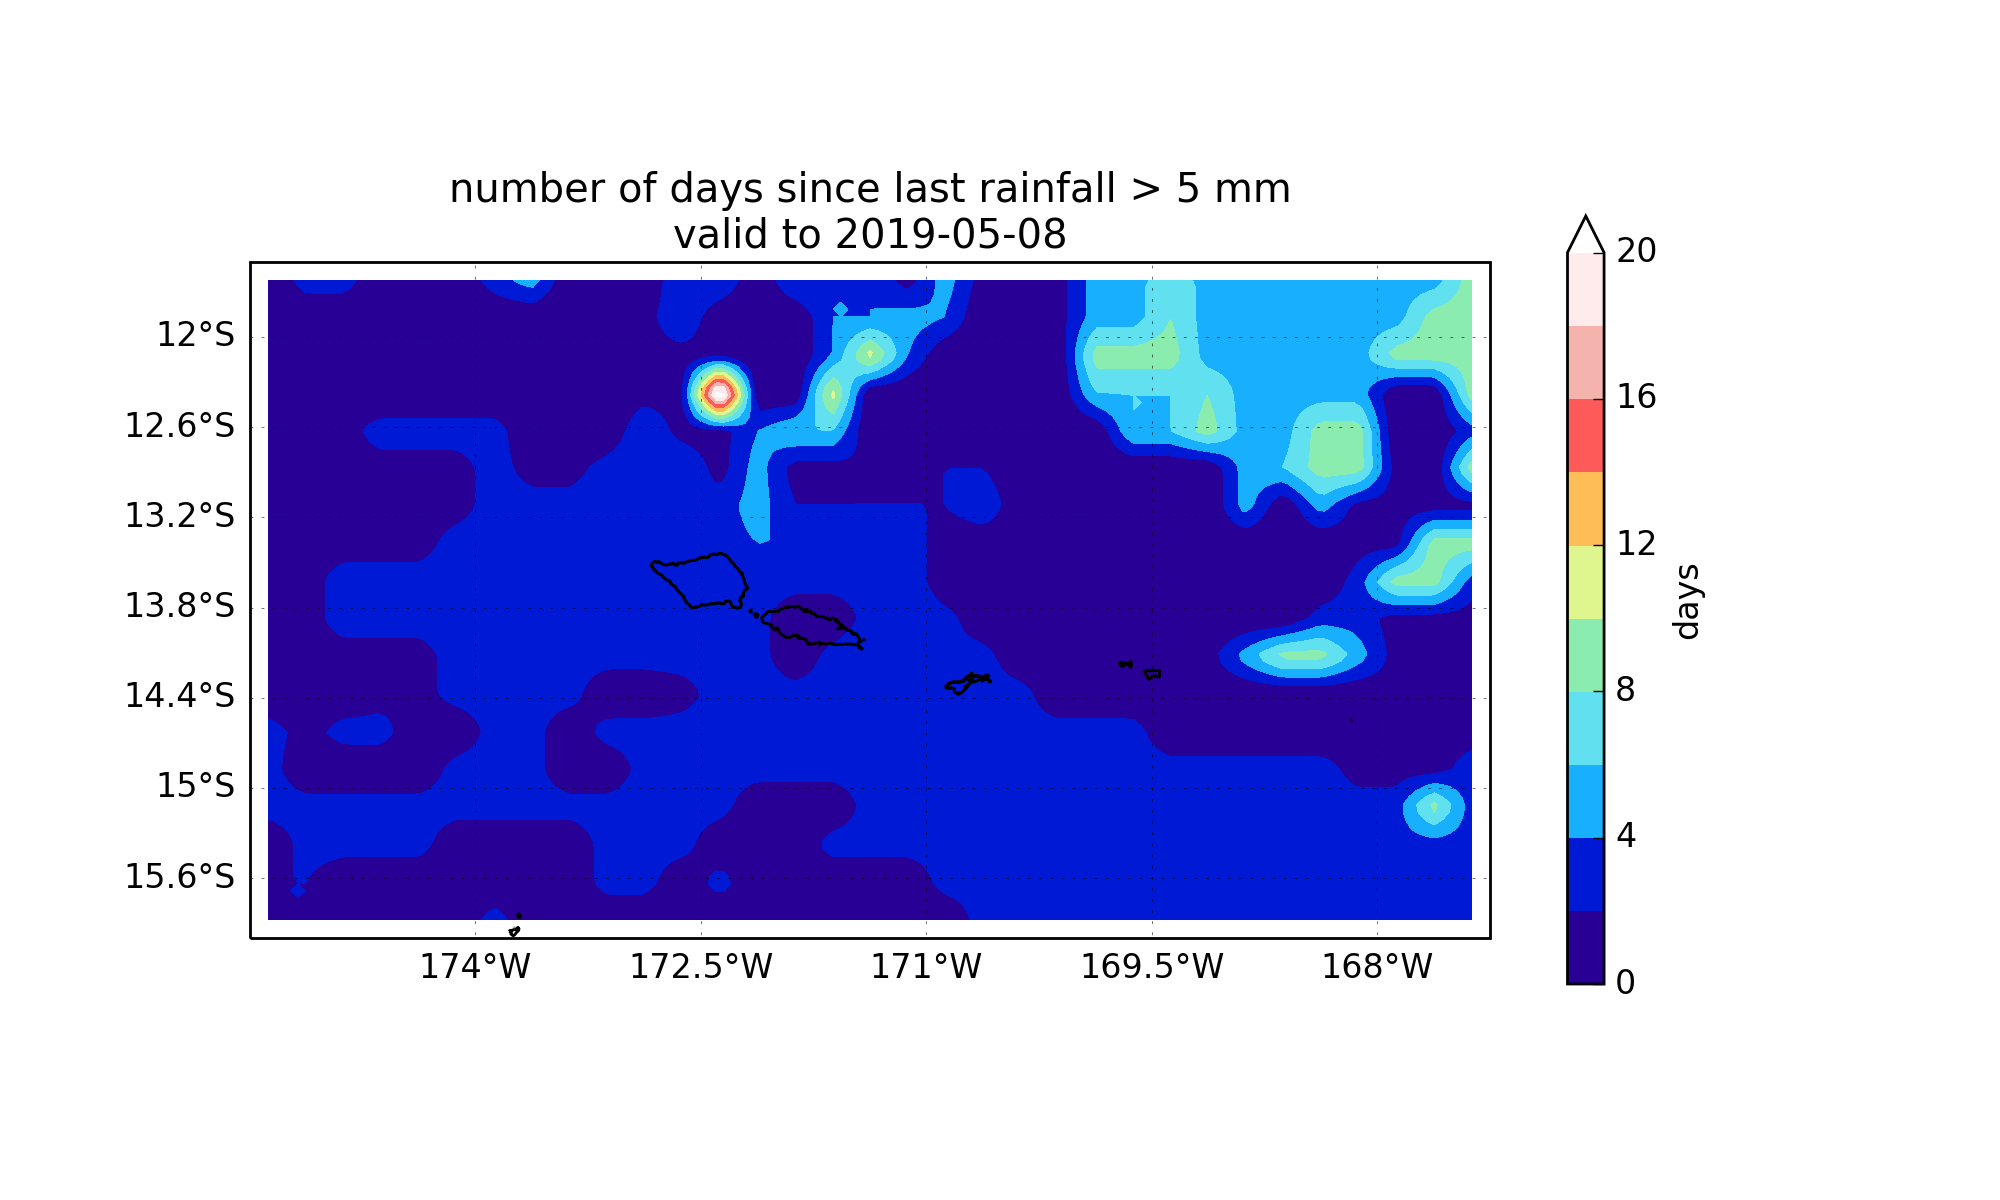 number of days since last rainfall > 5 mm
valid to 2019-05-08
12°S
12.6°S
13.2°S
13.8°S
14.4°S
15°S
15.6°S
174°W
172.5°W
171°W
169.5°W
168°W
20
16
12
8
4
0
days